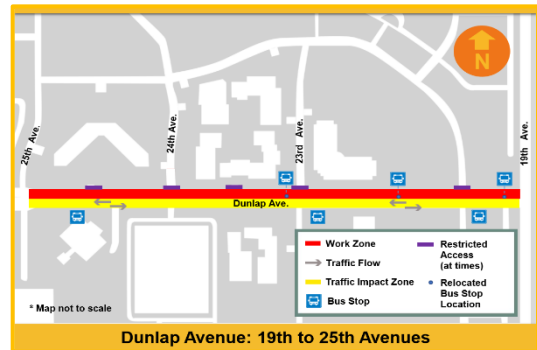 N
25th Ave.
24th Ave.
23rd Ave.
19th Ave.
Dunlap Ave.
Work Zone
Traffic Flow
Traffic Impact Zone
Bus Stop
Restricted
Access
(at times)
Relocated
Bus Stop
Location
* Map not to scale
Dunlap Avenue: 19th to 25th Avenues